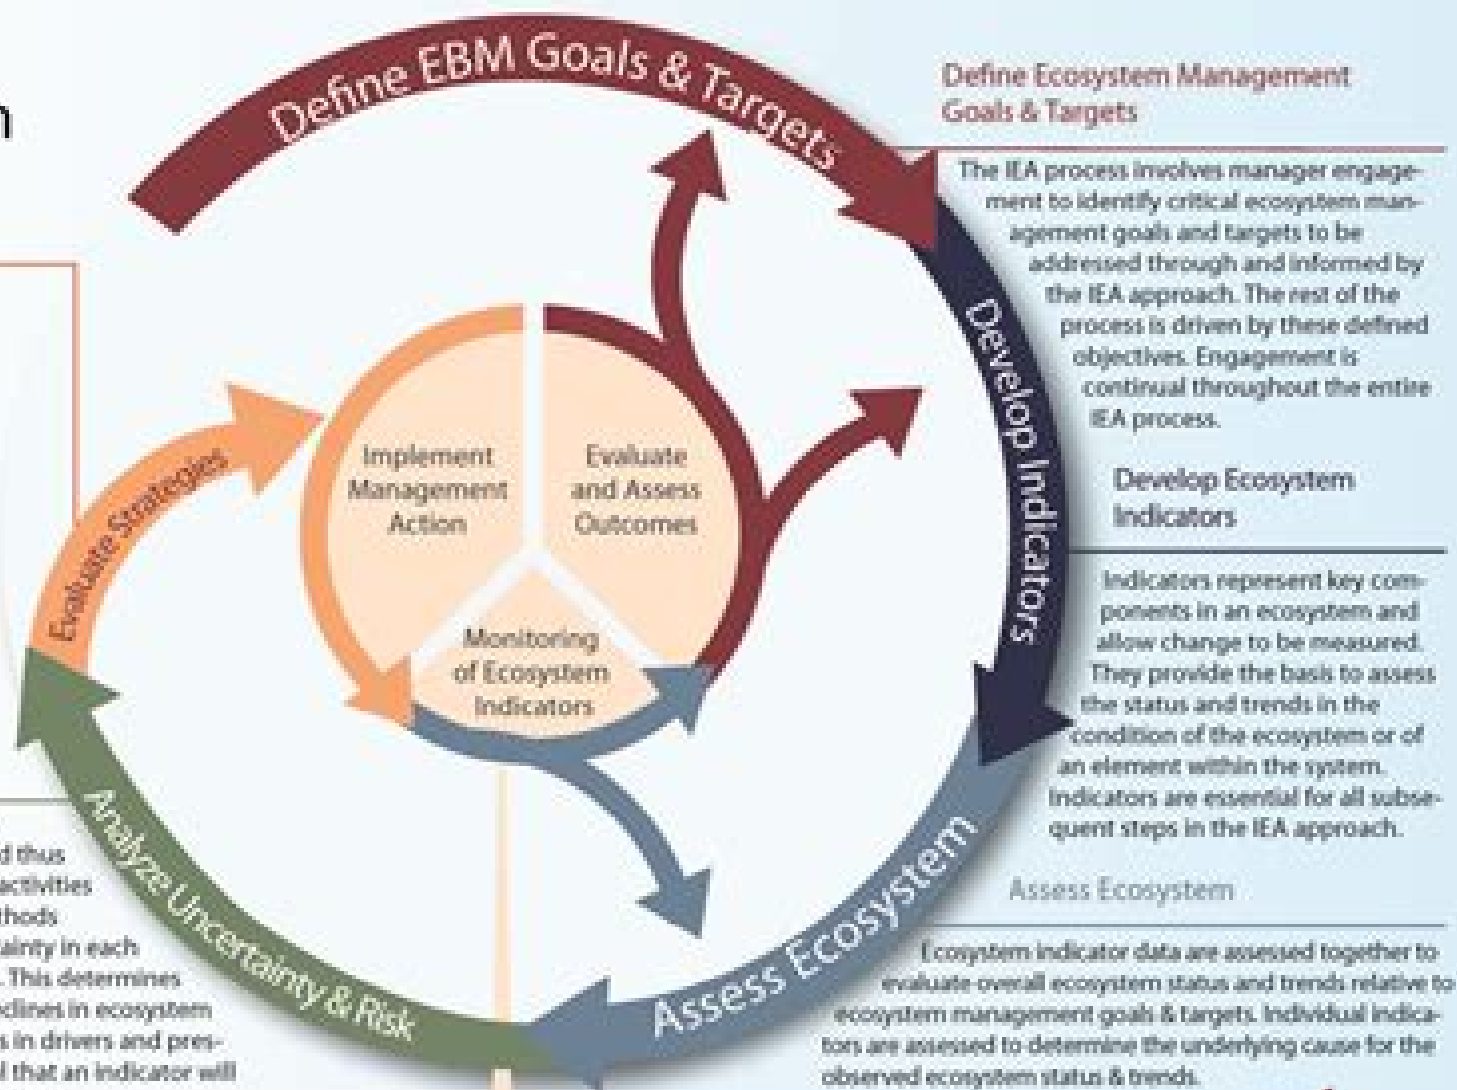 Define EBM Goals & Targets
Develop Indicators
Assess Ecosystem
Analyze Uncertainty & Risk
Evaluate Strategies
Implement
Management
Action
Evaluate
and Assess
Outcomes
Monitoring
of Ecosystem
Indicators
Define Ecosystem Management
Goals & Targets
The IEA process involves manager engage-
ment to identify critical ecosystem man-
agement goals and targets to be
addressed through and informed by
the IEA approach. The rest of the
process is driven by these defined
objectives. Engagement is
continual throughout the entire
IEA process.
Develop Ecosystem
Indicators
Indicators represent key com-
ponents in an ecosystem and
allow change to be measured.
They provide the basis to assess
the status and trends in the
condition of the ecosystem or of
an element within the system.
Indicators are essential for all subse-
quent steps in the IEA approach.
Assess Ecosystem
Ecosystem indicator data are assessed together to
evaluate overall ecosystem status and trends relative to
ecosystem management goals & targets. Individual indica-
tors are assessed to determine the underlying cause for the
observed ecosystem status & trends.
thus
activities
in each
. This determines
in ecosystem
in drivers and pres-
that an indicator will